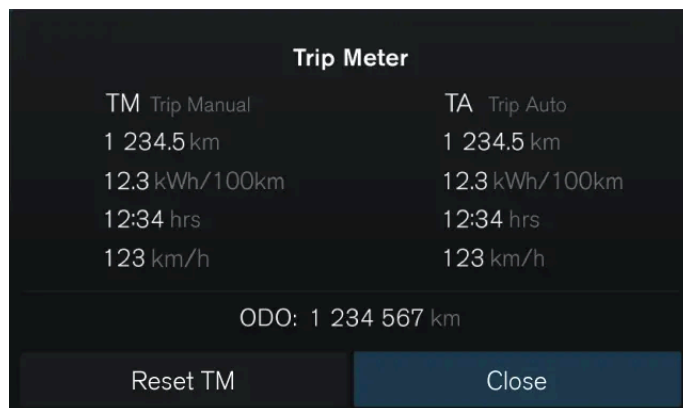 Trip Meter
TM Trip Manual
TA Trip Auto
1 234.5 km
1 234.5 km
12.3 kWh/100km
12.3 kWh/100km
12:34 hrs
12:34 hrs
123 km/h
123 km/h
ODO: 1 234 567 km
Reset TM
Close